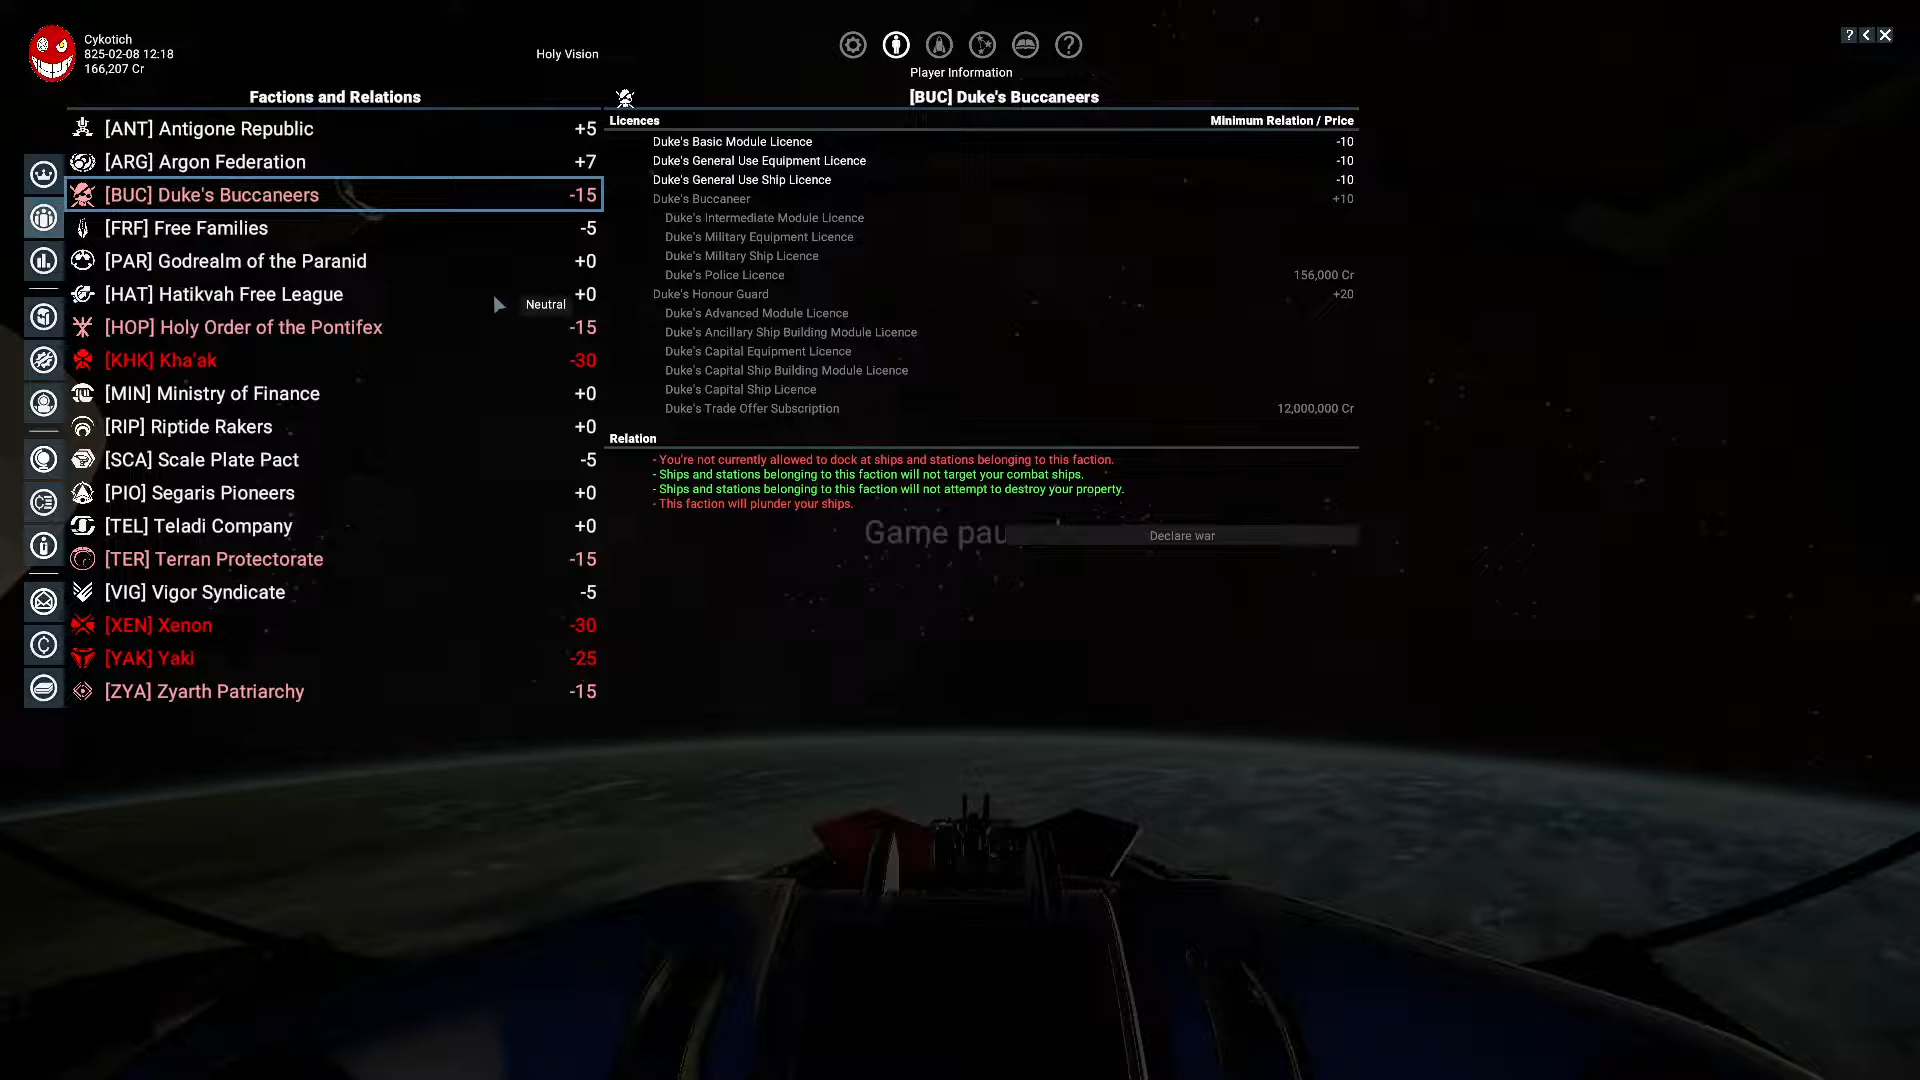 Cykotich
825-02-08 12:18
166,207 Cr
Holy Vision
?
Player Information
Factions and Relations
[ANT] Antigone Republic +5
[ARG] Argon Federation +7
[BUC] Duke's Buccaneers -15
[FRF] Free Families -5
[PAR] Godrealm of the Paranid +0
[HAT] Hatikvah Free League +0
Neutral
[HOP] Holy Order of the Pontifex -15
[KHK] Kha'ak -30
[MIN] Ministry of Finance +0
[RIP] Riptide Rakers +0
[SCA] Scale Plate Pact -5
[PIO] Segaris Pioneers +0
[TEL] Teladi Company +0
[TER] Terran Protectorate -15
[VIG] Vigor Syndicate -5
[XEN] Xenon -30
[YAK] Yaki -25
[ZYA] Zyarth Patriarchy -15
[BUC] Duke's Buccaneers
Licences Minimum Relation / Price
Duke's Basic Module Licence -10
Duke's General Use Equipment Licence -10
Duke's General Use Ship Licence -10
Duke's Buccaneer +10
Duke's Intermediate Module Licence
Duke's Military Equipment Licence
Duke's Military Ship Licence
Duke's Police Licence 156,000 Cr
Duke's Honour Guard +20
Duke's Advanced Module Licence
Duke's Ancillary Ship Building Module Licence
Duke's Capital Equipment Licence
Duke's Capital Ship Building Module Licence
Duke's Capital Ship Licence
Duke's Trade Offer Subscription 12,000,000 Cr
Relation
- You're not currently allowed to dock at ships and stations belonging to this faction.
- Ships and stations belonging to this faction will not target your combat ships.
- Ships and stations belonging to this faction will not attempt to destroy your property.
- This faction will plunder your ships.
Game pau
Declare war
?